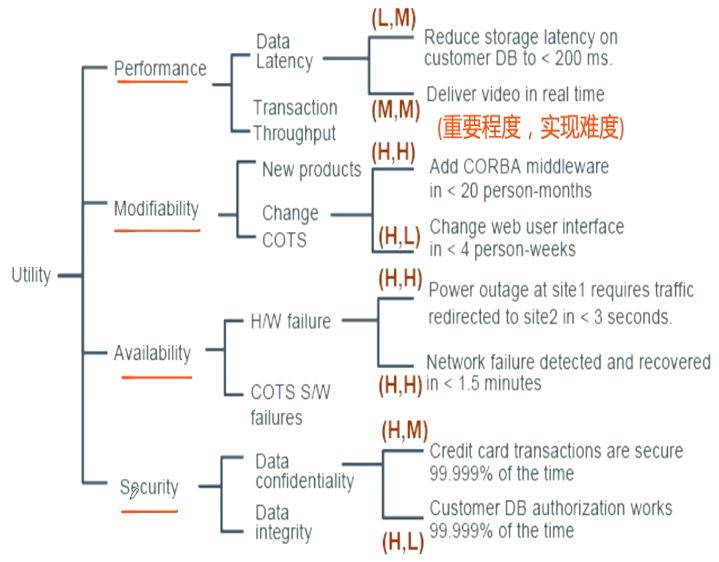 Utility
Performance
Data
Latency
(L,M)
Reduce storage latency on
customer DB to < 200 ms.
(M,M)
Deliver video in real time
(重要程度，实现难度)
Transaction
Throughput
Modifiability
New products
Change
COTS
(H,H)
Add CORBA middleware
in < 20 person-months
(H,L)
Change web user interface
in < 4 person-weeks
Availability
H/W failure
(H,H)
Power outage at site1 requires traffic
redirected to site2 in < 3 seconds.
(H,H)
Network failure detected and recovered
in < 1.5 minutes
COTS S/W
failures
Security
Data
confidentiality
(H,M)
Credit card transactions are secure
99.999% of the time
(H,L)
Customer DB authorization works
99.999% of the time
Data
integrity